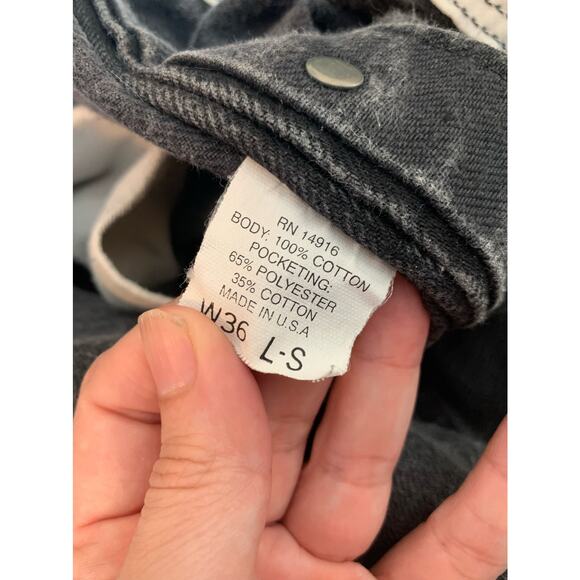 RN 14916
BODY: 100% COTTON
POCKETING:
65% POLYESTER
35% COTTON
MADE IN U.S.A
W36 L-S